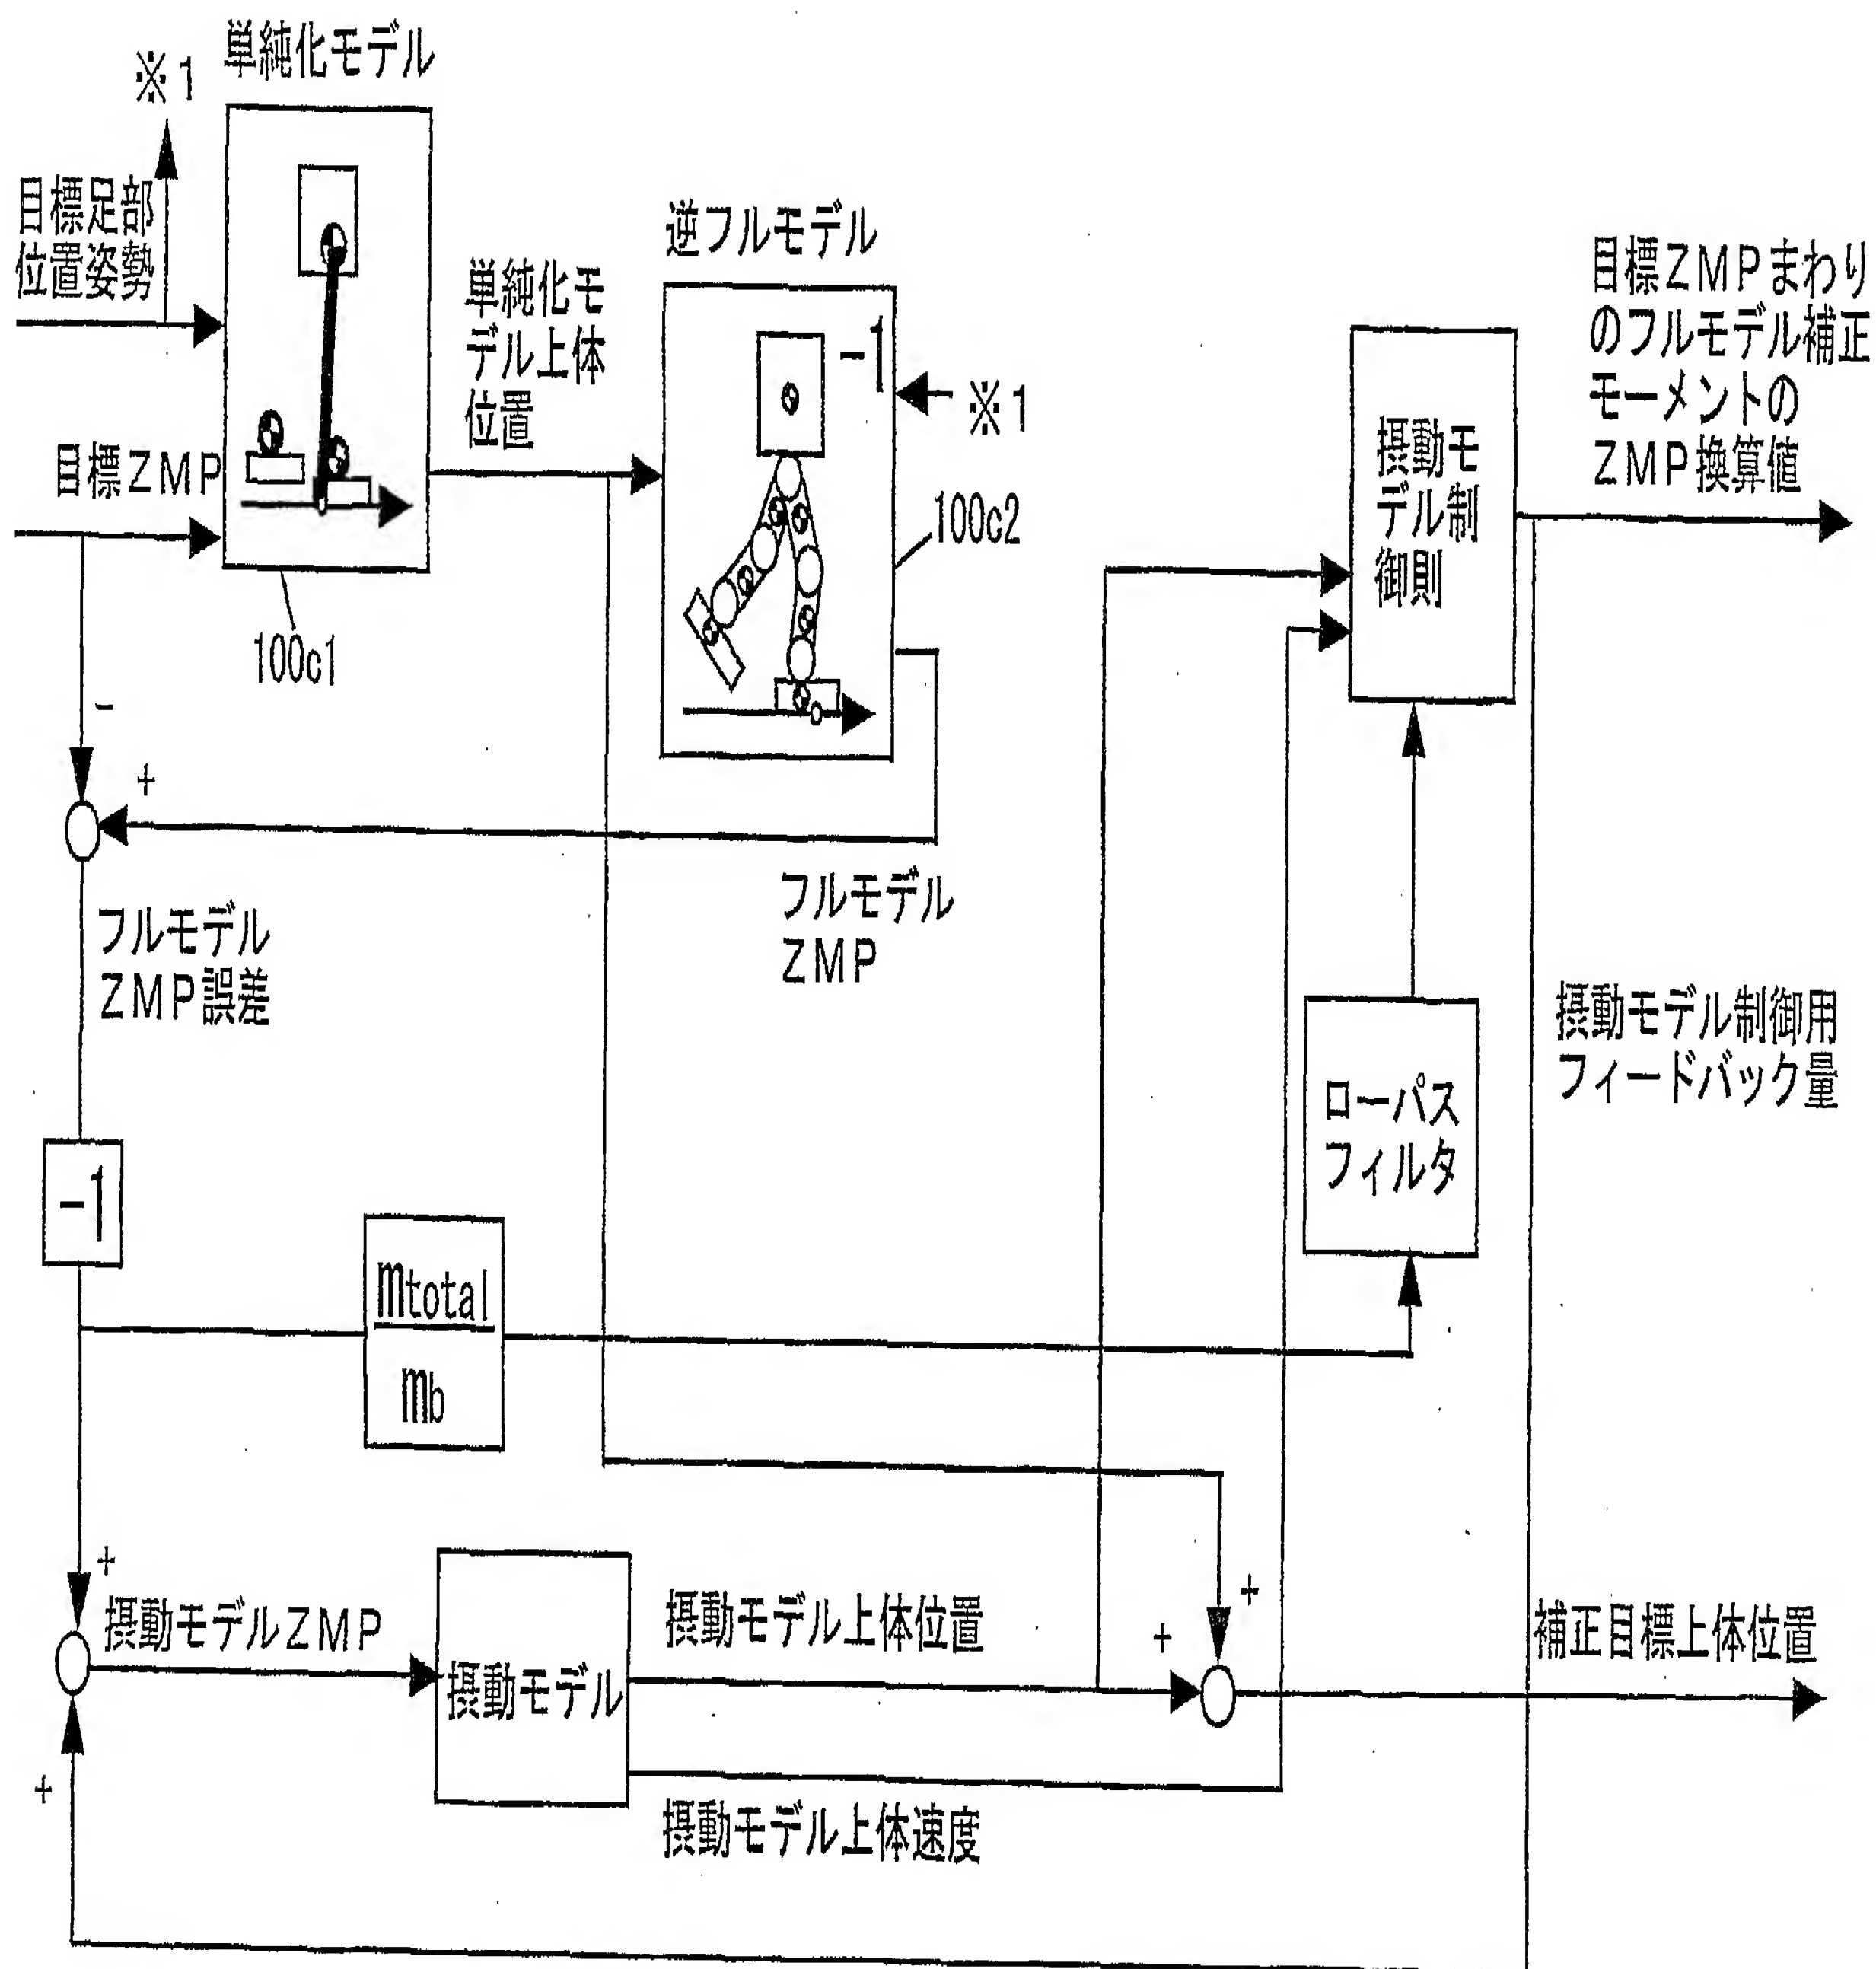 単純化モデル
※1
目標足部
位置姿勢
目標ZMP
100c1
単純化モ
デル上体
位置
逆フルモデル
-1
※1
100c2
摂動モ
デル制
御則
目標ZMPまわり
のフルモデル補正
モーメントの
ZMP換算値
-
+
フルモデル
ZMP
フルモデル
ZMP誤差
摂動モデル制御用
フィードバック量
ローパス
フィルタ
-1
mtotal
mb
+
摂動モデルZMP
+
摂動モデル
摂動モデル上体位置
摂動モデル上体速度
+
+
補正目標上体位置